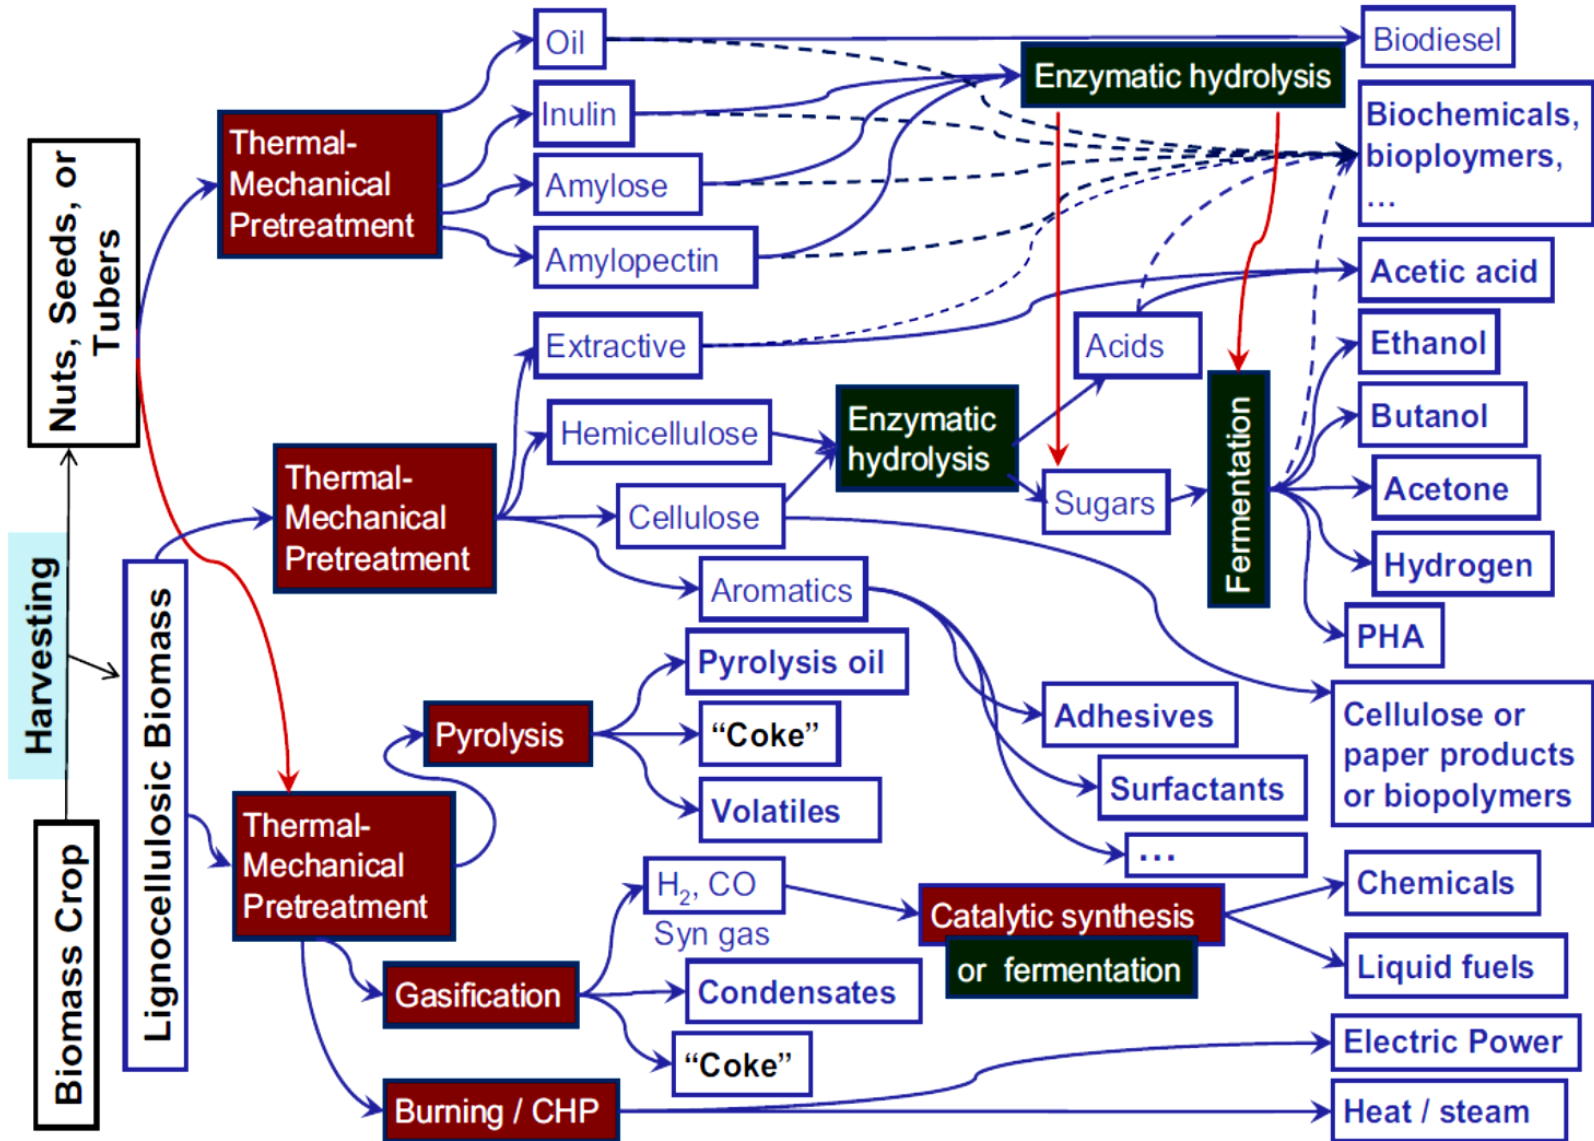 Oil
Biodiesel
Enzymatic hydrolysis
Inulin
Biochemicals,
bioploymers,
...
Thermal-
Mechanical
Pretreatment
Amylose
Amylopectin
Nuts, Seeds, or
Tubers
Acetic acid
Extractive
Acids
Ethanol
Hemicellulose
Enzymatic
hydrolysis
Butanol
Thermal-
Mechanical
Pretreatment
Cellulose
Sugars
Fermentation
Acetone
Hydrogen
Aromatics
PHA
Harvesting
Lignocellulosic Biomass
Pyrolysis oil
Pyrolysis
"Coke"
Adhesives
Cellulose or
paper products
or biopolymers
Volatiles
Surfactants
...
Thermal-
Mechanical
Pretreatment
Biomass Crop
H₂, CO
Syn gas
Catalytic synthesis
or fermentation
Chemicals
Liquid fuels
Gasification
Condensates
"Coke"
Electric Power
Burning / CHP
Heat / steam